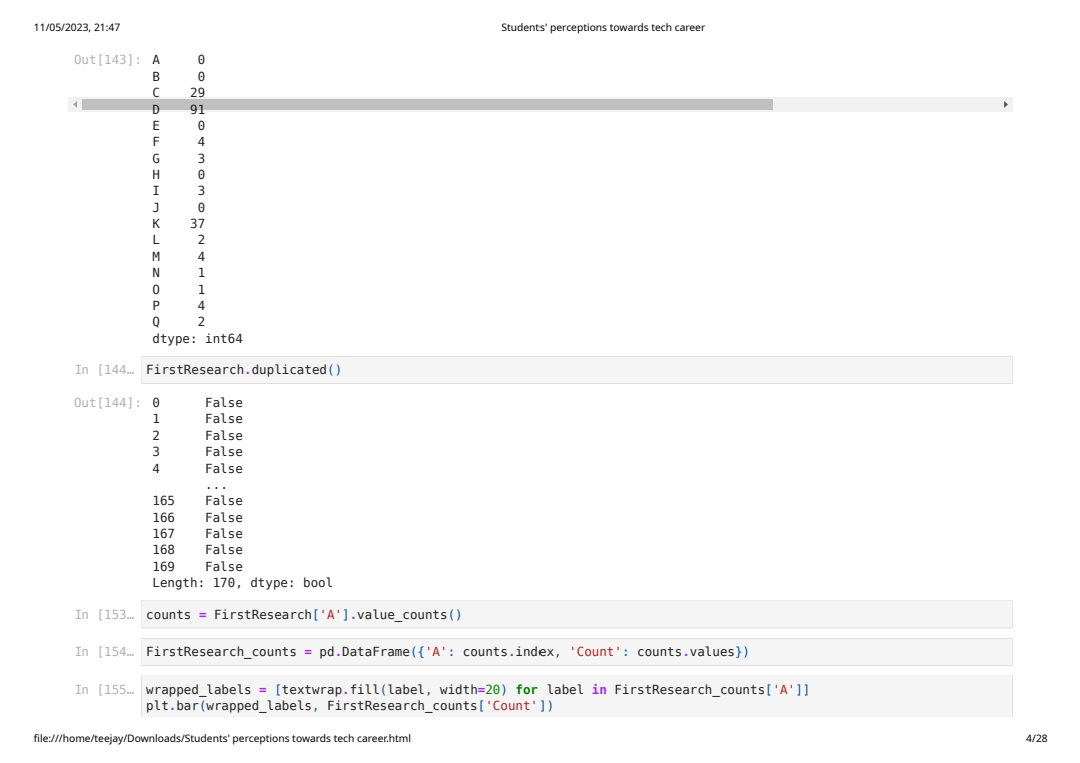 11/05/2023, 21:47 Students' perceptions towards tech career
Out[143]: A 0
B 0
C 29
D 91
E 0
F 4
G 3
H 0
I 3
J 0
K 37
L 2
M 4
N 1
O 1
P 4
Q 2
dtype: int64
In [144… FirstResearch.duplicated()
Out[144]: 0 False
1 False
2 False
3 False
4 False
...
165 False
166 False
167 False
168 False
169 False
Length: 170, dtype: bool
In [153… counts = FirstResearch['A'].value_counts()
In [154… FirstResearch_counts = pd.DataFrame({'A': counts.index, 'Count': counts.values})
In [155… wrapped_labels = [textwrap.fill(label, width=20) for label in FirstResearch_counts['A']]
plt.bar(wrapped_labels, FirstResearch_counts['Count'])
file:///home/teejay/Downloads/Students' perceptions towards tech career.html 4/28